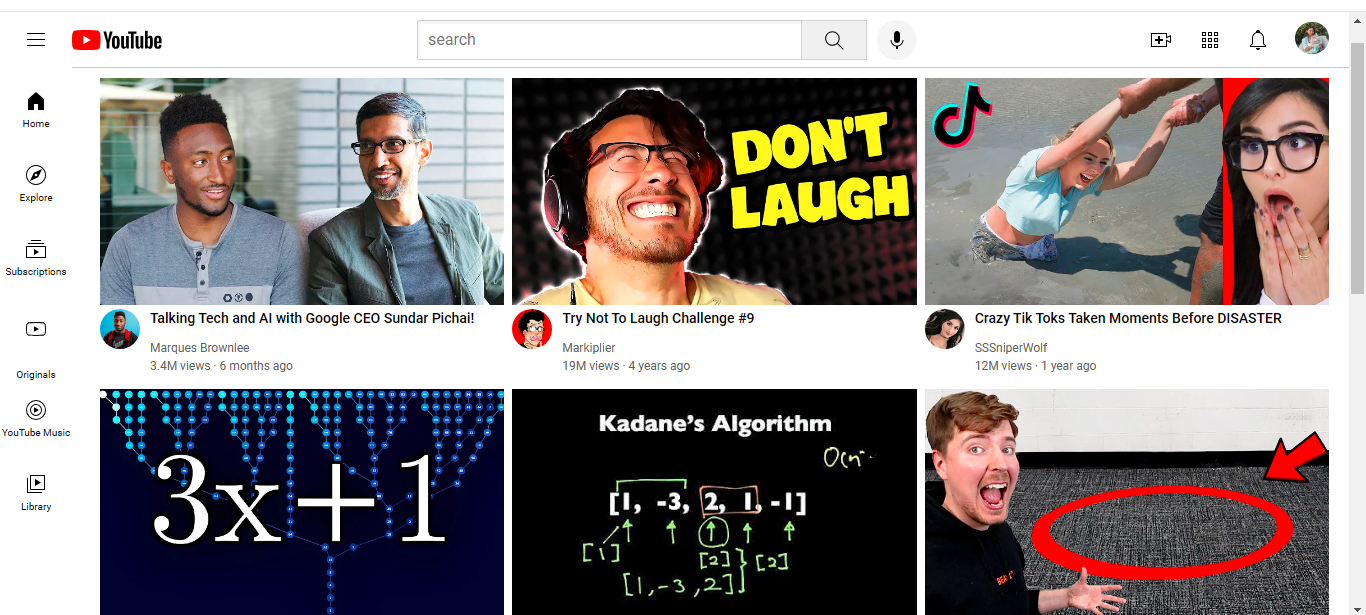 YouTube
search
Home
Explore
Subscriptions
Originals
YouTube Music
Library
DON'T
LAUGH
Talking Tech and AI with Google CEO Sundar Pichai!
Marques Brownlee
3.4M views · 6 months ago
Try Not To Laugh Challenge #9
Markiplier
19M views · 4 years ago
Crazy Tik Toks Taken Moments Before DISASTER
SSSniperWolf
12M views · 1 year ago
3x+1
Kadane's Algorithm
[1, -3, 2, 1, -1]
[1]
[2]
[2]
[1,-3,2]